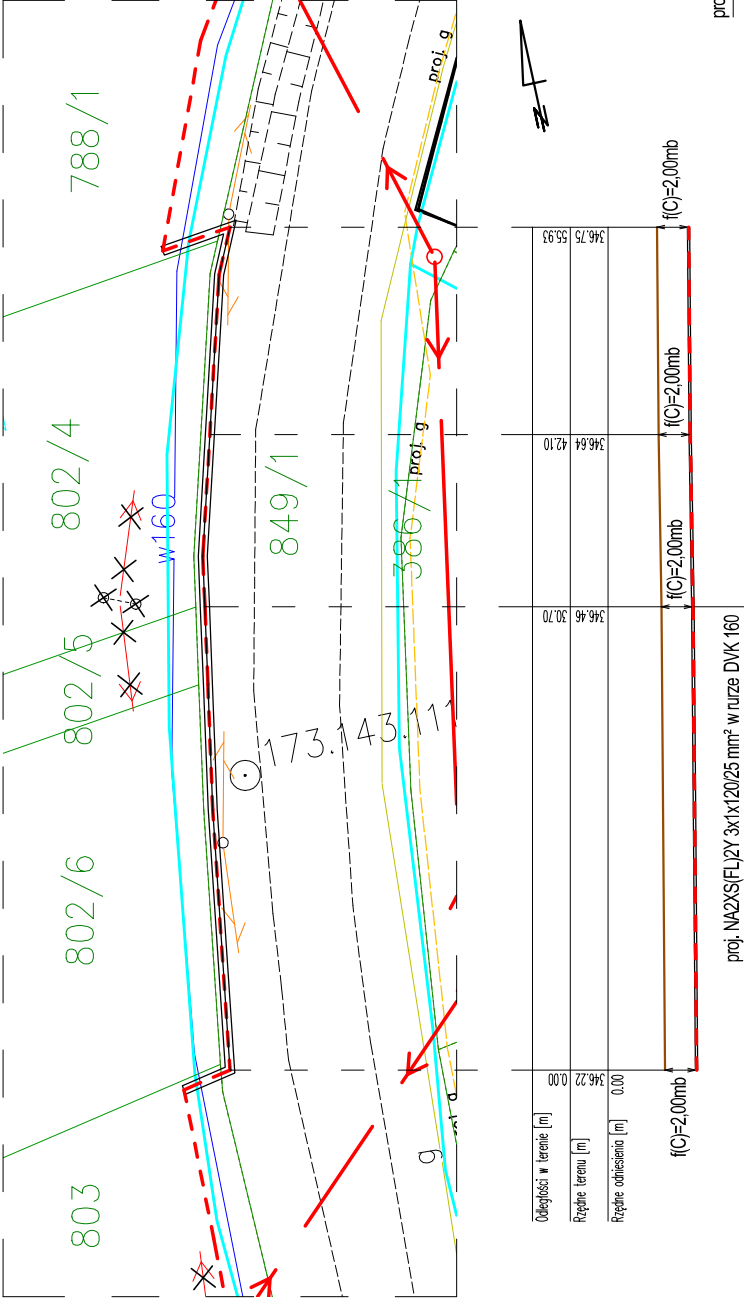 788/1
802/4
802/5
802/6
803
w160
849/1
386/1
173.143.111
proj. g
proj. g
g
N
Odległości w terenie [m]
0.00
30.70
42.10
55.93
Rzędne terenu [m]
346.22
346.46
346.64
346.75
Rzędne odniesienia [m]
0.00
f(C)=2,00mb
f(C)=2,00mb
f(C)=2,00mb
f(C)=2,00mb
proj. NA2XS(FL)2Y 3x1x120/25 mm² w rurze DVK 160